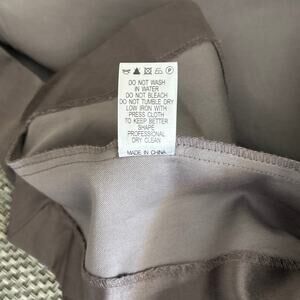 DO NOT WASH
IN WATER
DO NOT BLEACH
DO NOT TUMBLE DRY
LOW IRON WITH
PRESS CLOTH
TO KEEP BETTER
SHAPE
PROFESSIONAL
DRY CLEAN
MADE IN CHINA